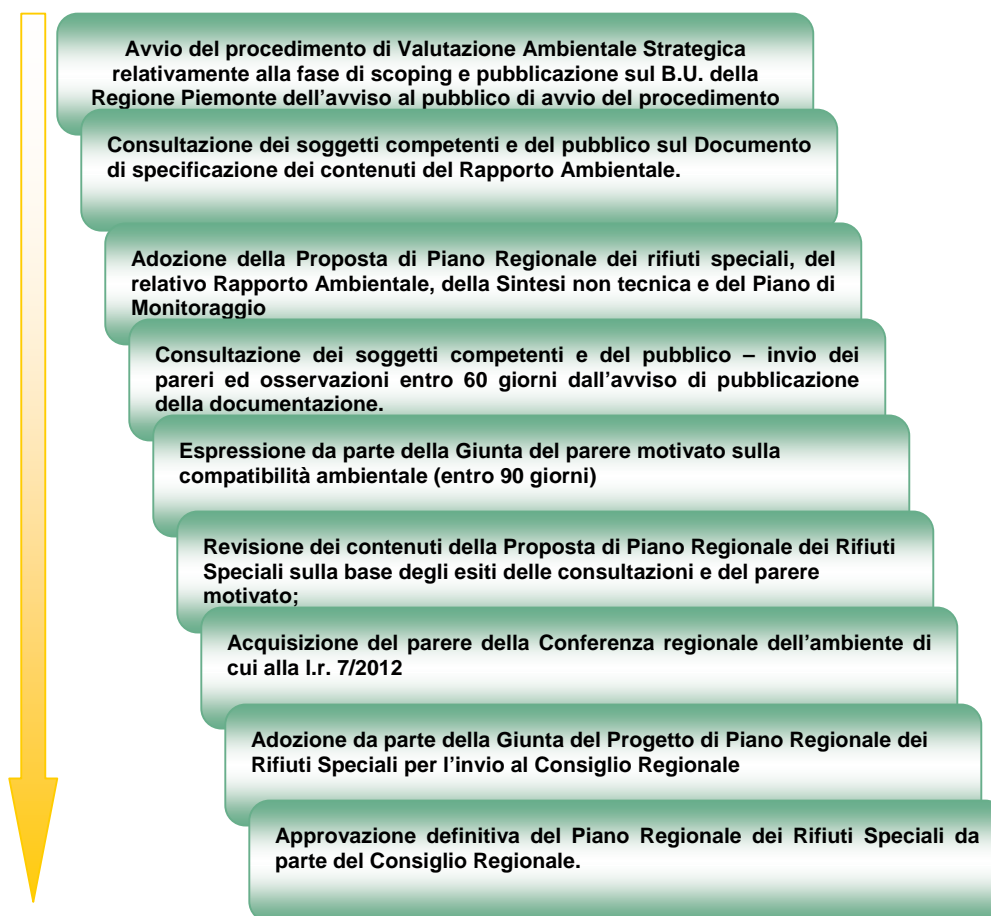 Avvio del procedimento di Valutazione Ambientale Strategica
relativamente alla fase di scoping e pubblicazione sul B.U. della
Regione Piemonte dell'avviso al pubblico di avvio del procedimento
Consultazione dei soggetti competenti e del pubblico sul Documento
di specificazione dei contenuti del Rapporto Ambientale.
Adozione della Proposta di Piano Regionale dei rifiuti speciali, del
relativo Rapporto Ambientale, della Sintesi non tecnica e del Piano di
Monitoraggio
Consultazione dei soggetti competenti e del pubblico – invio dei
pareri ed osservazioni entro 60 giorni dall'avviso di pubblicazione
della documentazione.
Espressione da parte della Giunta del parere motivato sulla
compatibilità ambientale (entro 90 giorni)
Revisione dei contenuti della Proposta di Piano Regionale dei Rifiuti
Speciali sulla base degli esiti delle consultazioni e del parere
motivato;
Acquisizione del parere della Conferenza regionale dell'ambiente di
cui alla l.r. 7/2012
Adozione da parte della Giunta del Progetto di Piano Regionale dei
Rifiuti Speciali per l'invio al Consiglio Regionale
Approvazione definitiva del Piano Regionale dei Rifiuti Speciali da
parte del Consiglio Regionale.